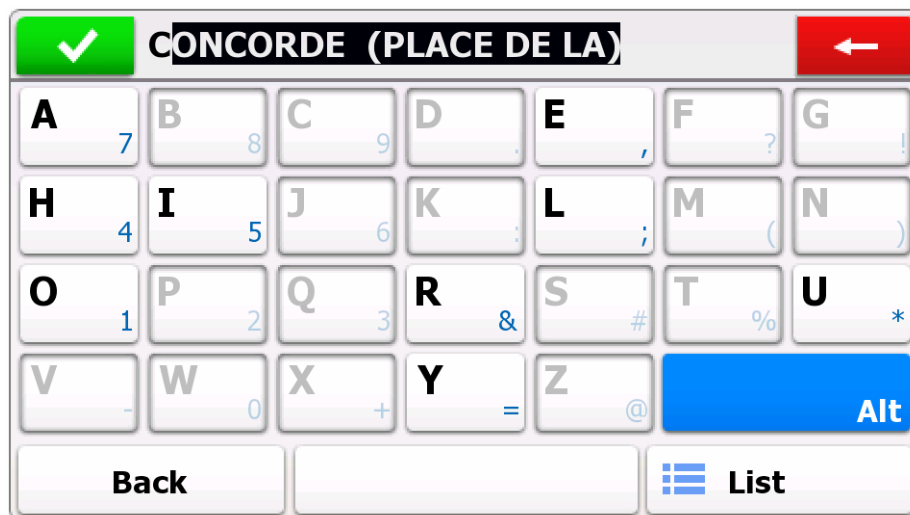 CONCORDE (PLACE DE LA)
A 7 B 8 C 9 D . E , F ? G !
H 4 I 5 J 6 K : L ; M ( N )
O 1 P 2 Q 3 R & S # T % U *
V - W 0 X + Y = Z @ Alt
Back List